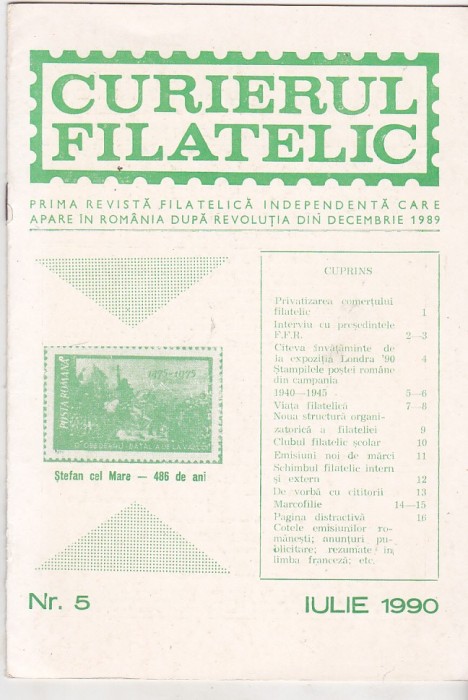 CURIERUL
FILATELIC
PRIMA REVISTĂ FILATELICĂ INDEPENDENTĂ CARE
APARE ÎN ROMÂNIA DUPĂ REVOLUȚIA DIN DECEMBRIE 1989
POSTA ROMANA
1475-1975
Ștefan cel Mare — 486 de ani
CUPRINS
Privatizarea comerțului
filatelic 1
Interviu cu președintele
F.F.R. 2—3
Cîteva învățăminte de
la expoziția Londra '90 4
Ștampilele poștei române
din campania
1940—1945 5—6
Viața filatelică 7—8
Noua structură organi-
zatorică a filateliei 9
Clubul filatelic școlar 10
Emisiuni noi de mărci 11
Schimbul filatelic intern
și extern 12
De vorbă cu cititorii 13
Marcofilie 14—15
Pagina distractivă 16
Cotele emisiunilor ro-
mânești; anunțuri pu-
blicitare; rezumate în
limba franceză; etc.
Nr. 5
IULIE 1990